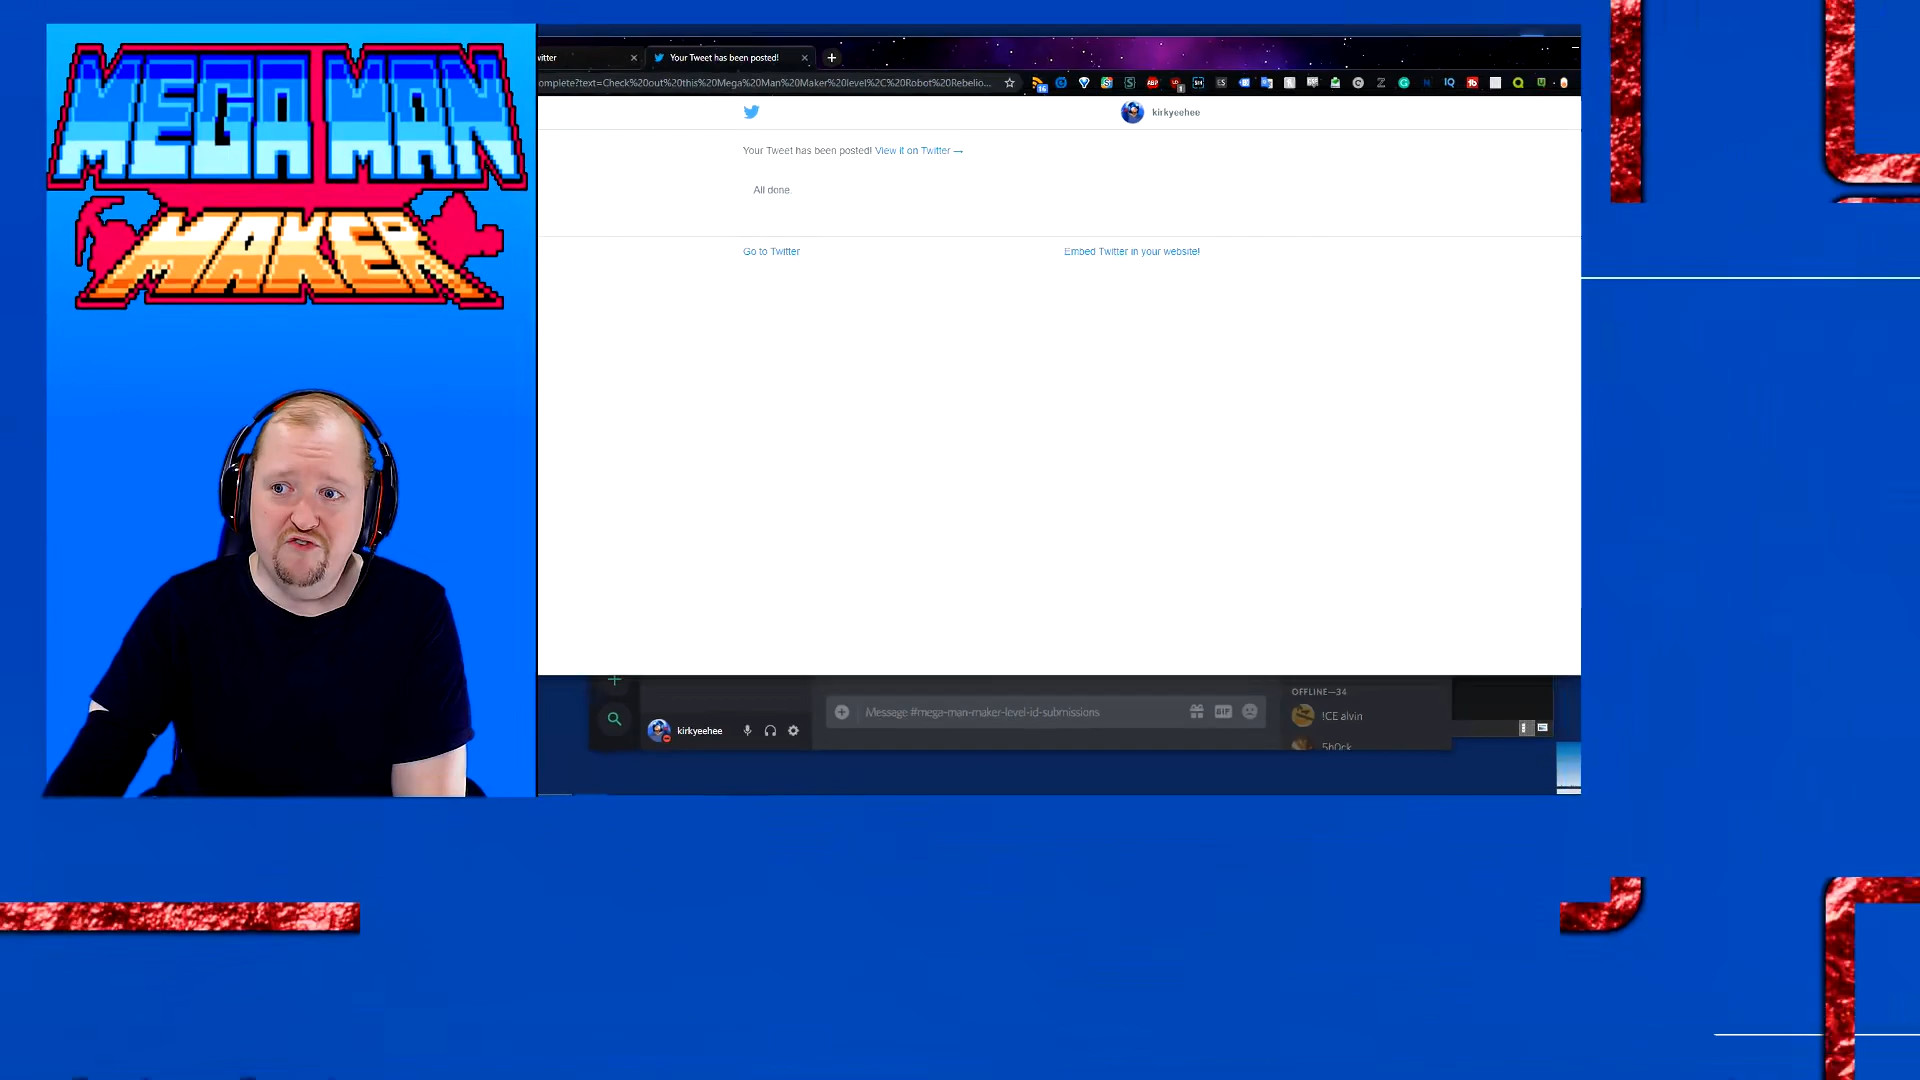 MEGA MAN
MAKER
witter
Your Tweet has been posted!
omplete?text=Check%20out%20this%20Mega%20Man%20Maker%20level%2C%20Robot%20Rebelio...
kirkyeehee
Your Tweet has been posted! View it on Twitter →
All done.
Go to Twitter
Embed Twitter in your website!
OFFLINE—34
Message #mega-man-maker-level-id-submissions
GIF
!CE alvin
kirkyeehee
5h0ck